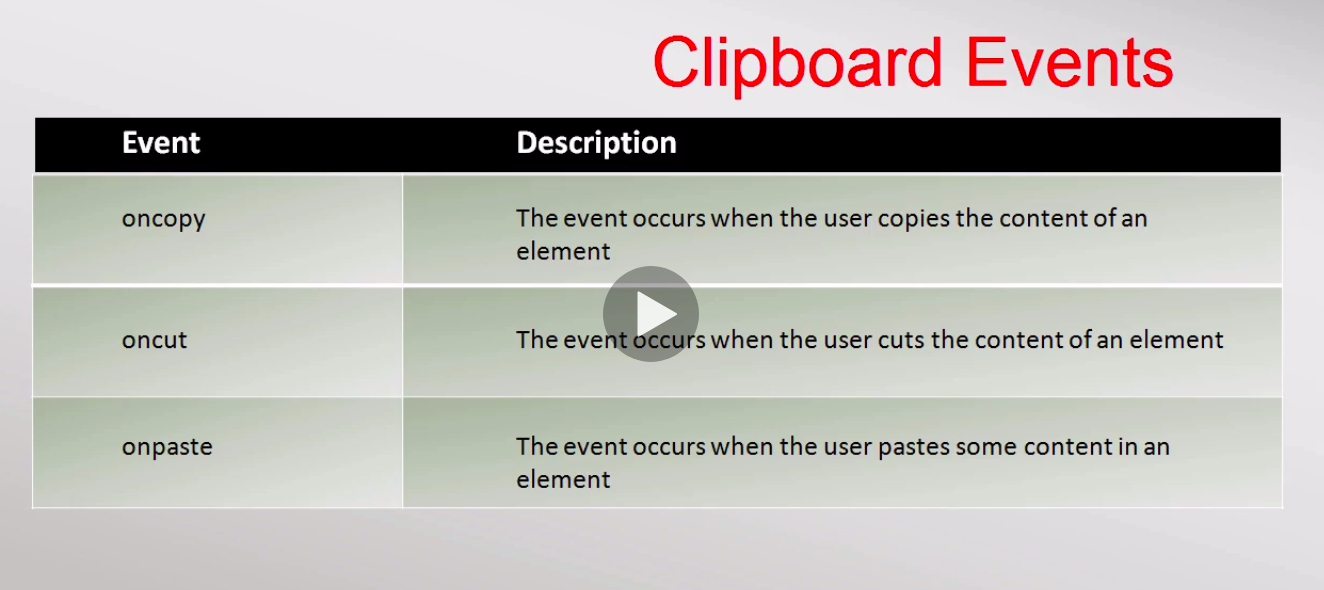 Clipboard Events
Event Description
oncopy The event occurs when the user copies the content of an
element
oncut The event occurs when the user cuts the content of an element
onpaste The event occurs when the user pastes some content in an
element